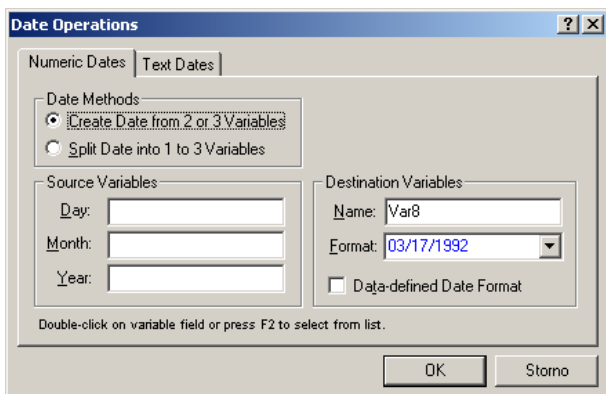 Date Operations
Numeric Dates
Text Dates
Date Methods
Create Date from 2 or 3 Variables
Split Date into 1 to 3 Variables
Source Variables
Day:
Month:
Year:
Destination Variables
Name: Var8
Format: 03/17/1992
Data-defined Date Format
Double-click on variable field or press F2 to select from list.
OK
Storno